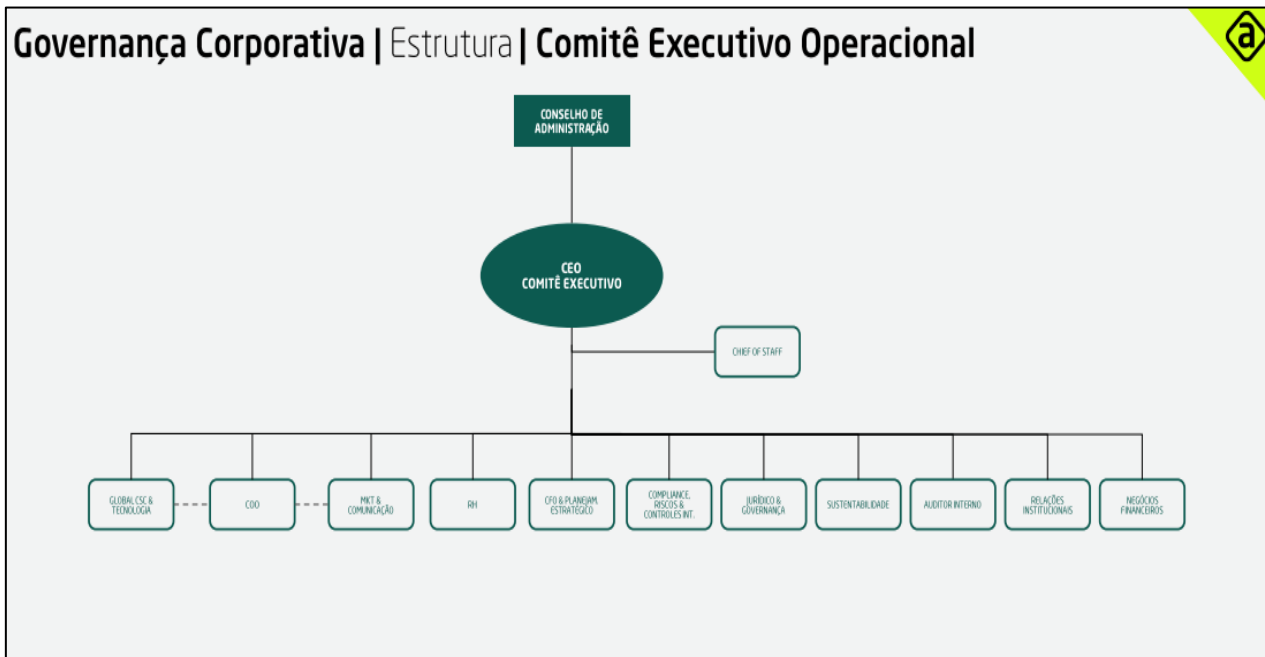 Governança Corporativa | Estrutura | Comitê Executivo Operacional
a
CONSELHO DE
ADMINISTRAÇÃO
CEO
COMITÊ EXECUTIVO
CHIEF OF STAFF
GLOBAL CSC &
TECNOLOGIA
CDO
MKT &
COMUNICAÇÃO
RH
CFO & PLANEJAM.
ESTRATÉGICO
COMPLIANCE,
RISCOS &
CONTROLES INT.
JURÍDICO &
GOVERNANÇA
SUSTENTABILIDADE
AUDITOR INTERNO
RELAÇÕES
INSTITUCIONAIS
NEGÓCIOS
FINANCEIROS